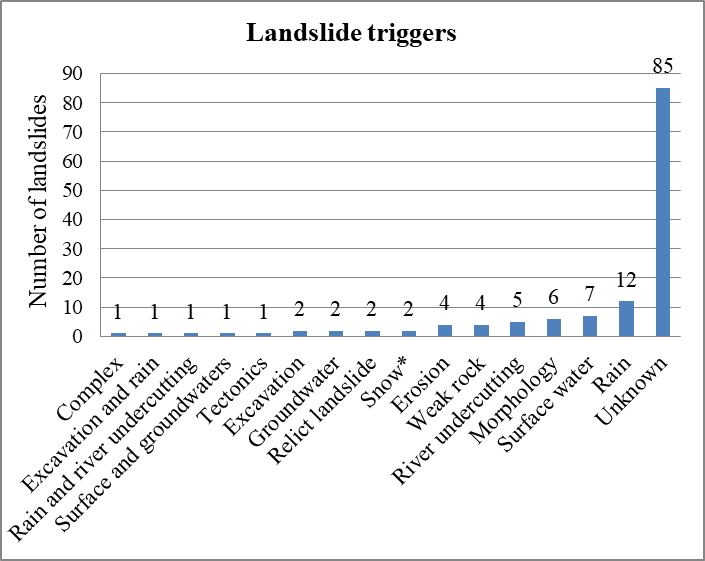 Landslide triggers
Number of landslides
90
80
70
60
50
40
30
20
10
0
1
1
1
1
1
2
2
2
2
4
4
5
6
7
12
85
Complex
Excavation and rain
Rain and river undercutting
Surface and groundwaters
Tectonics
Excavation
Groundwater
Relict landslide
Snow*
Erosion
Weak rock
River undercutting
Morphology
Surface water
Rain
Unknown